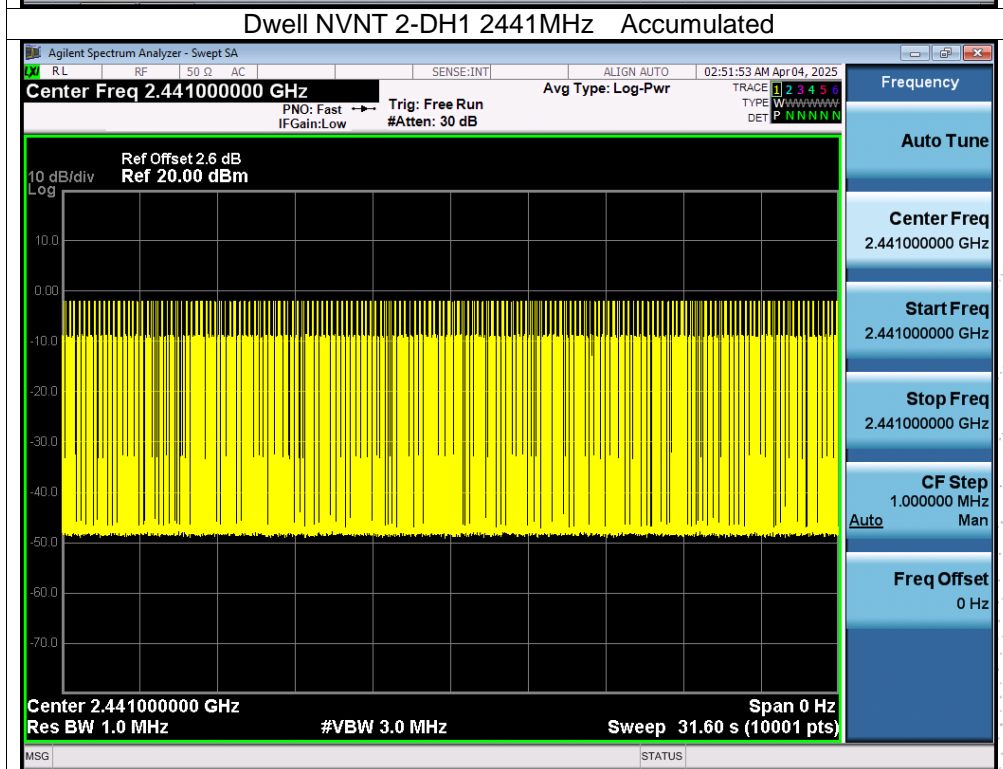 Dwell NVNT 2-DH1 2441MHz Accumulated
Agilent Spectrum Analyzer - Swept SA
LXI RL RF 50 Ω AC SENSE:INT ALIGN AUTO 02:51:53 AM Apr 04, 2025
Center Freq 2.441000000 GHz
PNO: Fast
IFGain:Low
Trig: Free Run
#Atten: 30 dB
Avg Type: Log-Pwr
TRACE 1 2 3 4 5 6
TYPE WWWWWWW
DET P N N N N N
Frequency
Auto Tune
Center Freq
2.441000000 GHz
Start Freq
2.441000000 GHz
Stop Freq
2.441000000 GHz
CF Step
1.000000 MHz
Auto Man
Freq Offset
0 Hz
Ref Offset 2.6 dB
10 dB/div Ref 20.00 dBm
Log
10.0
0.00
-10.0
-20.0
-30.0
-40.0
-50.0
-60.0
-70.0
Center 2.441000000 GHz Span 0 Hz
Res BW 1.0 MHz #VBW 3.0 MHz Sweep 31.60 s (10001 pts)
MSG STATUS